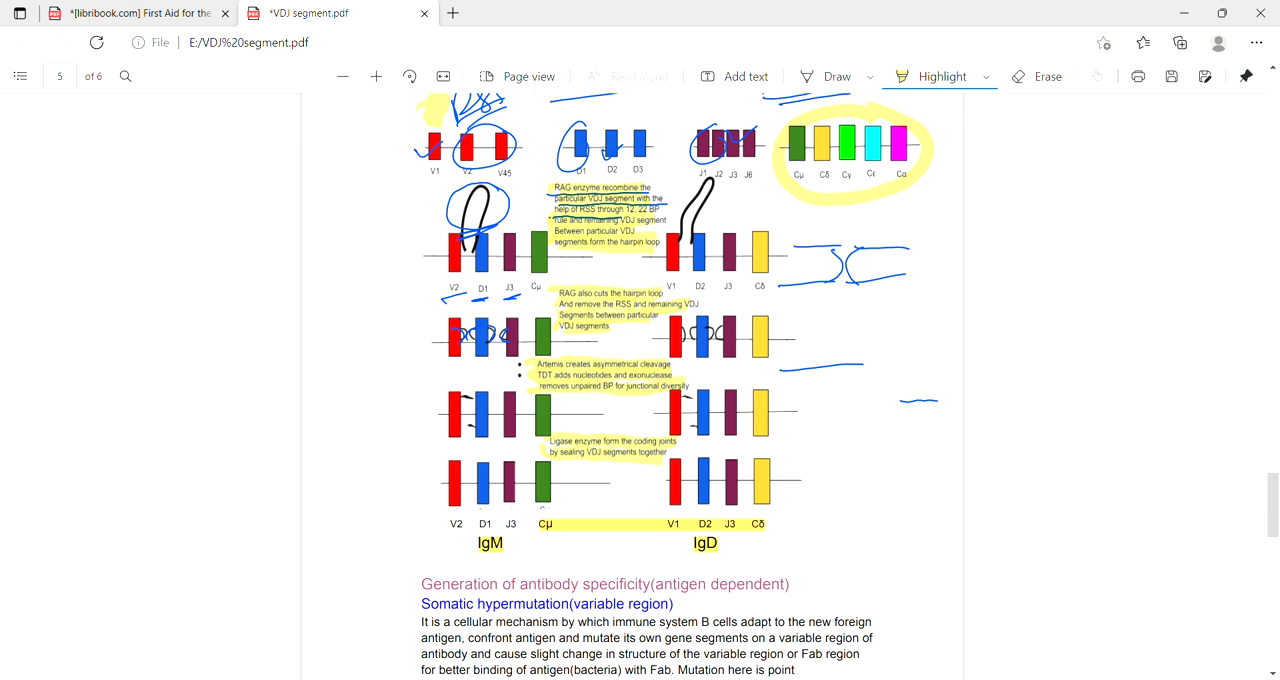 *[libribook.com] First Aid for the
*VDJ segment.pdf
File
E:/VDJ%20segment.pdf
5
of 6
Page view
Read aloud
Add text
Draw
Highlight
Erase
V1
V2
V45
D1
D2
D3
J1
J2
J3
J6
Cμ
Cδ
Cγ
Cε
Cα
RAG enzyme recombine the
particular VDJ segment with the
help of RSS through 12, 22 BP
rule and remaining VDJ segment
Between particular VDJ
segments form the hairpin loop
V2
D1
J3
Cμ
V1
D2
J3
Cδ
RAG also cuts the hairpin loop
And remove the RSS and remaining VDJ
Segments between particular
VDJ segments
Artemis creates asymmetrical cleavage
TDT adds nucleotides and exonuclease
removes unpaired BP for junctional diversity
Ligase enzyme form the coding joints
by sealing VDJ segments together
V2
D1
J3
Cμ
V1
D2
J3
Cδ
IgM
IgD
Generation of antibody specificity(antigen dependent)
Somatic hypermutation(variable region)
It is a cellular mechanism by which immune system B cells adapt to the new foreign
antigen, confront antigen and mutate its own gene segments on a variable region of
antibody and cause slight change in structure of the variable region or Fab region
for better binding of antigen(bacteria) with Fab. Mutation here is point